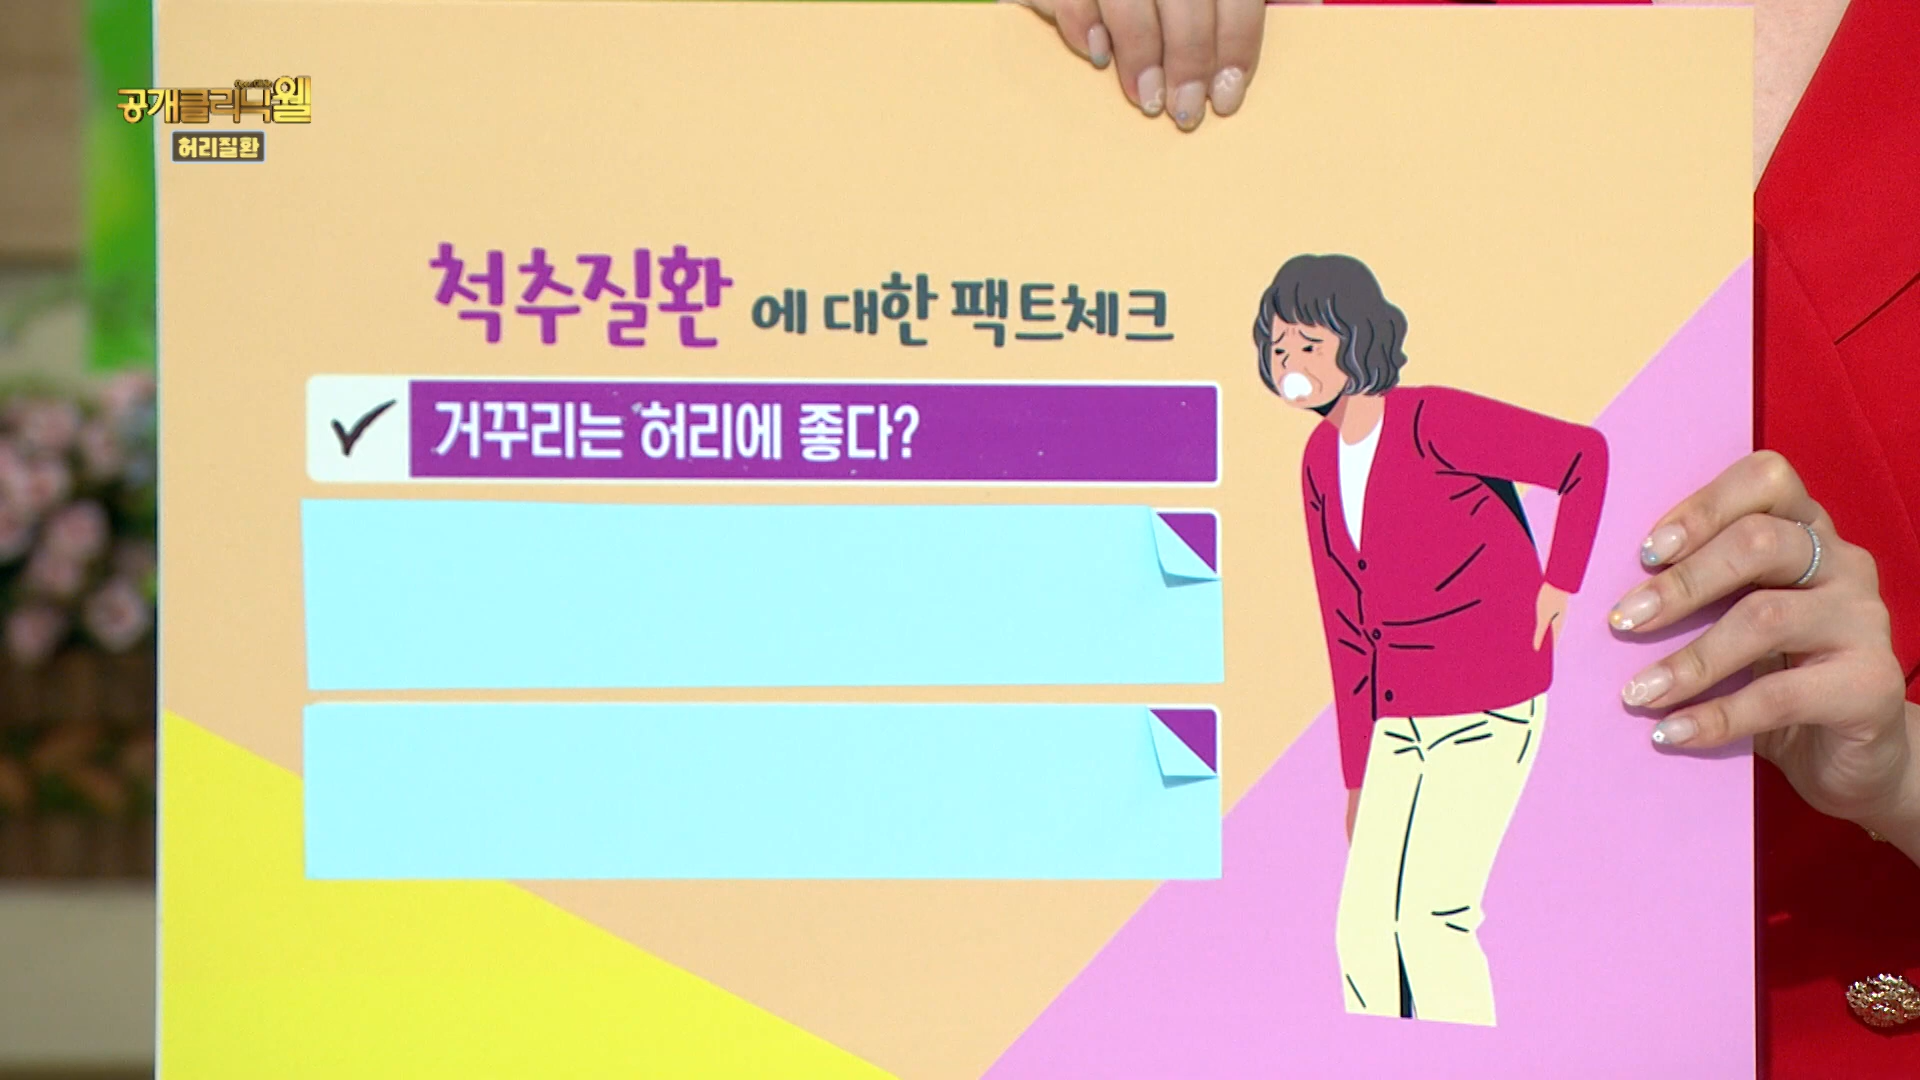 공개클리닉웰
허리질환
척추질환에 대한 팩트체크
거꾸리는 허리에 좋다?